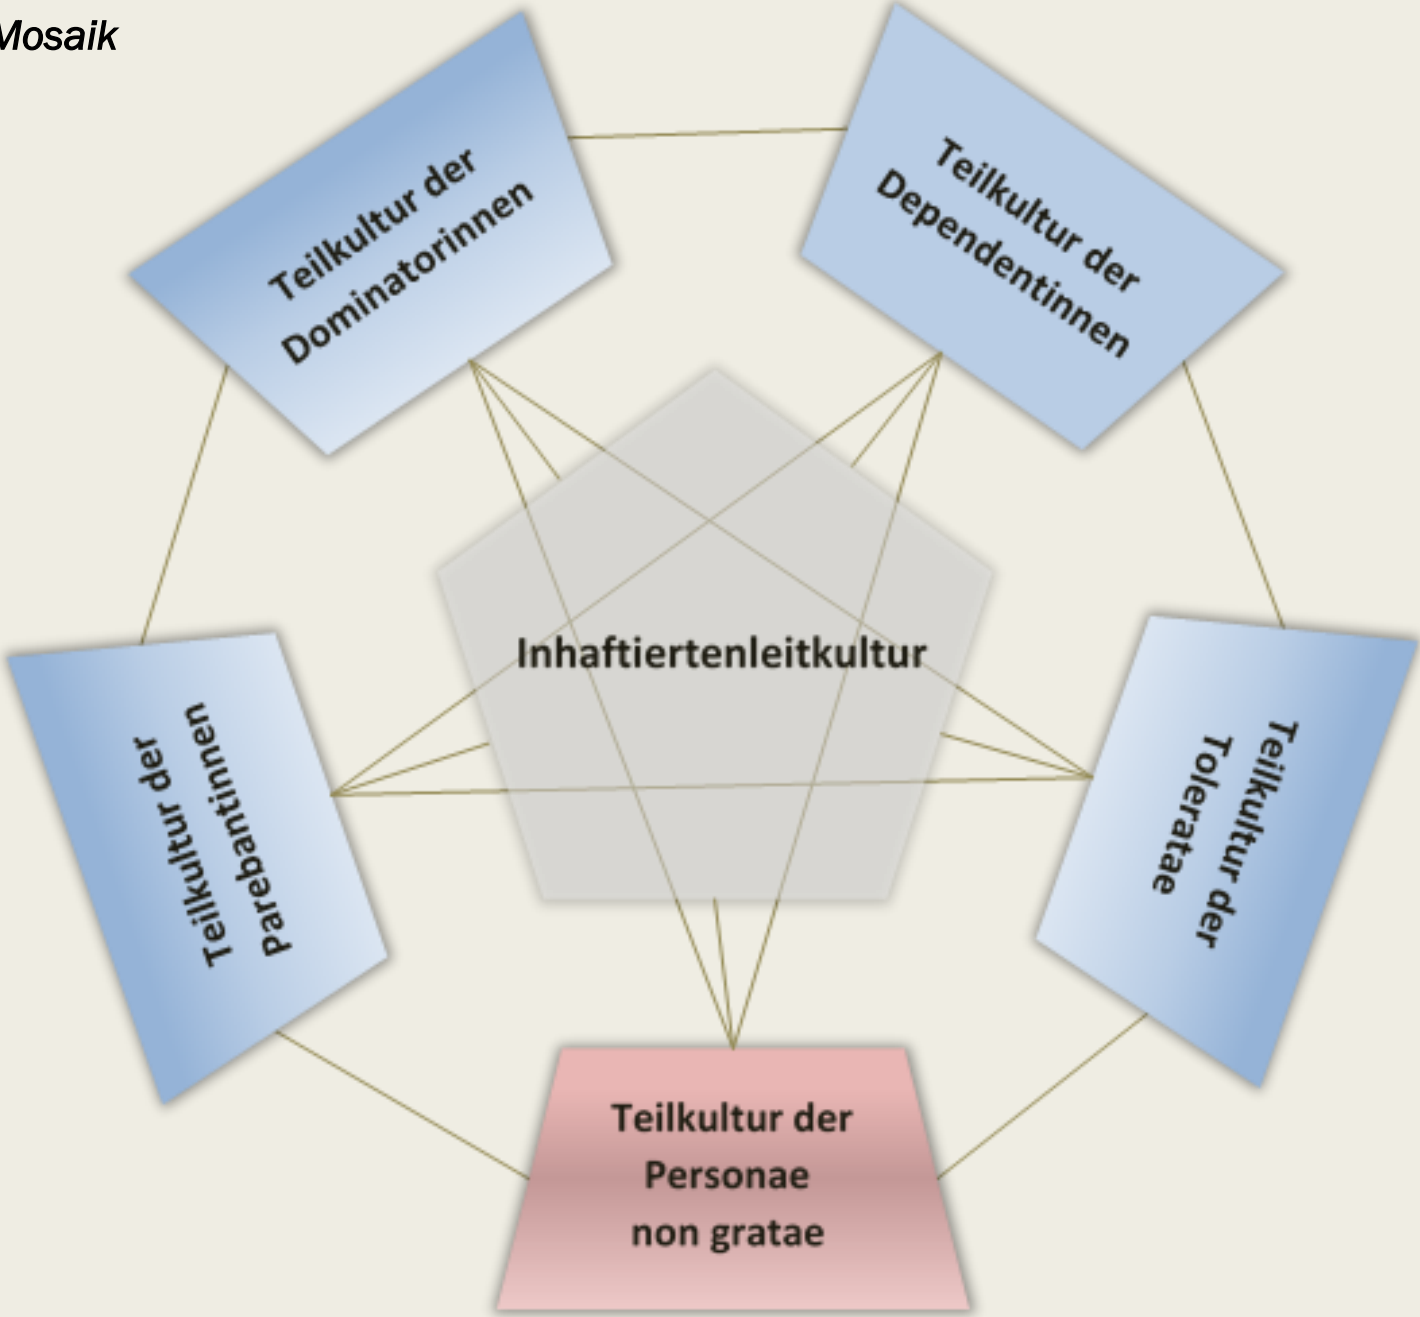 Mosaik
Teilkultur der
Dominatorinnen
Teilkultur der
Dependentinnen
Inhaftiertenleitkultur
Teilkultur der
Parebantinnen
Teilkultur der
Toleratae
Teilkultur der
Personae
non gratae